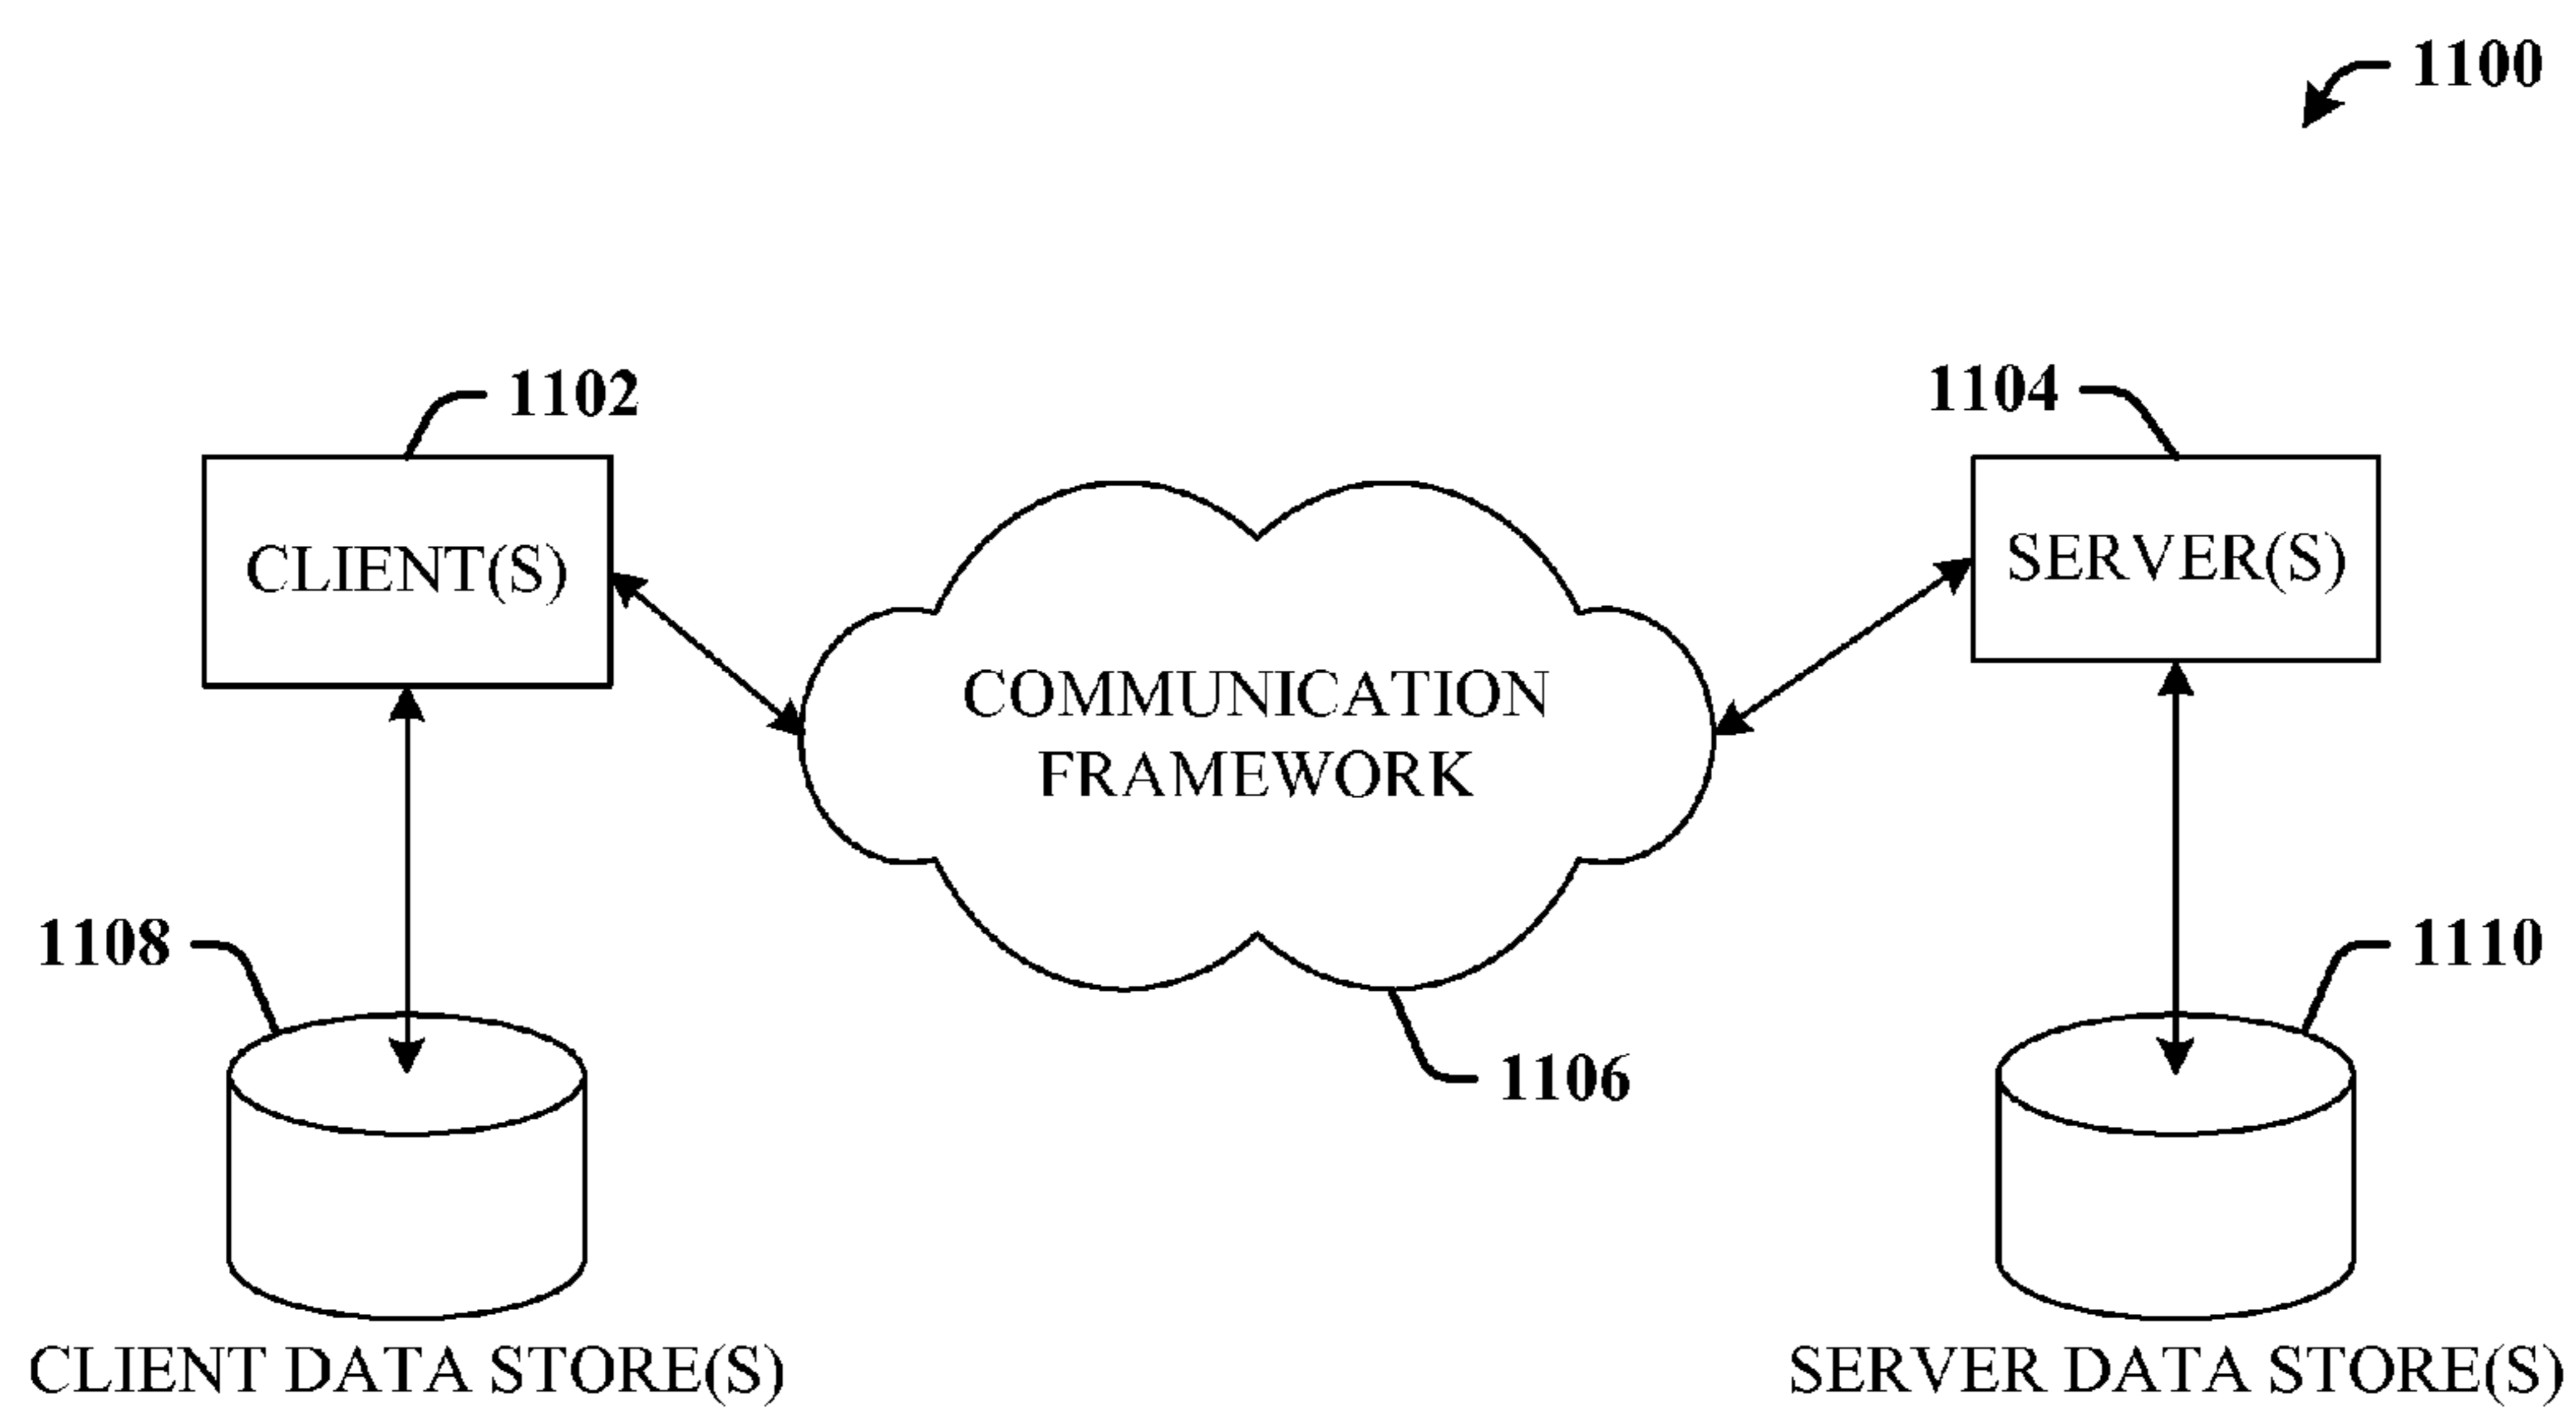 1100
1102
1104
CLIENT(S)
SERVER(S)
COMMUNICATION
FRAMEWORK
1108
1110
1106
CLIENT DATA STORE(S)
SERVER DATA STORE(S)